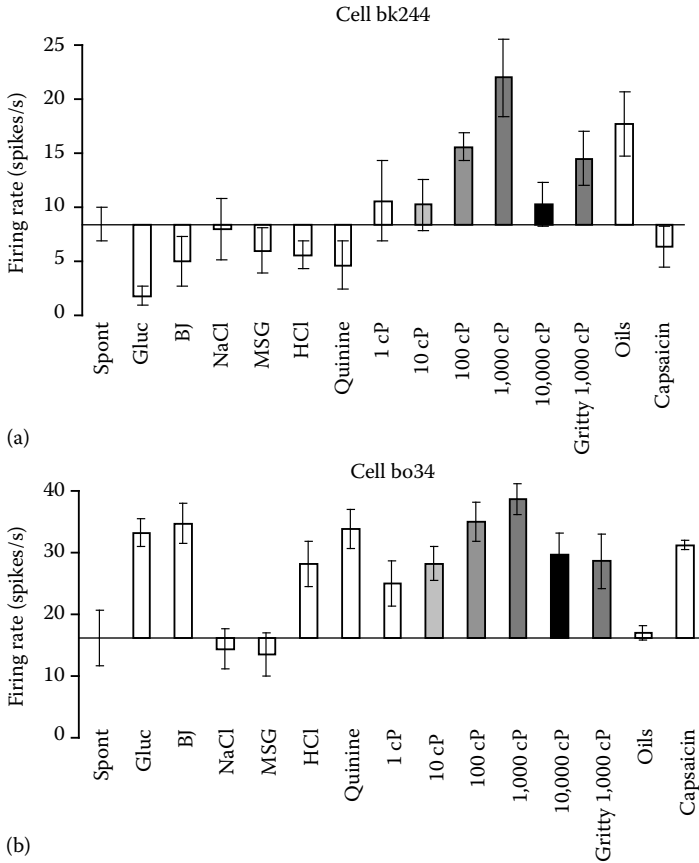 Cell bk244
Firing rate (spikes/s)
25
20
15
10
5
0
Spont
Gluc
BJ
NaCl
MSG
HCl
Quinine
1 cP
10 cP
100 cP
1,000 cP
10,000 cP
Gritty 1,000 cP
Oils
Capsaicin
(a)
Cell bo34
Firing rate (spikes/s)
40
30
20
10
0
Spont
Gluc
BJ
NaCl
MSG
HCl
Quinine
1 cP
10 cP
100 cP
1,000 cP
10,000 cP
Gritty 1,000 cP
Oils
Capsaicin
(b)